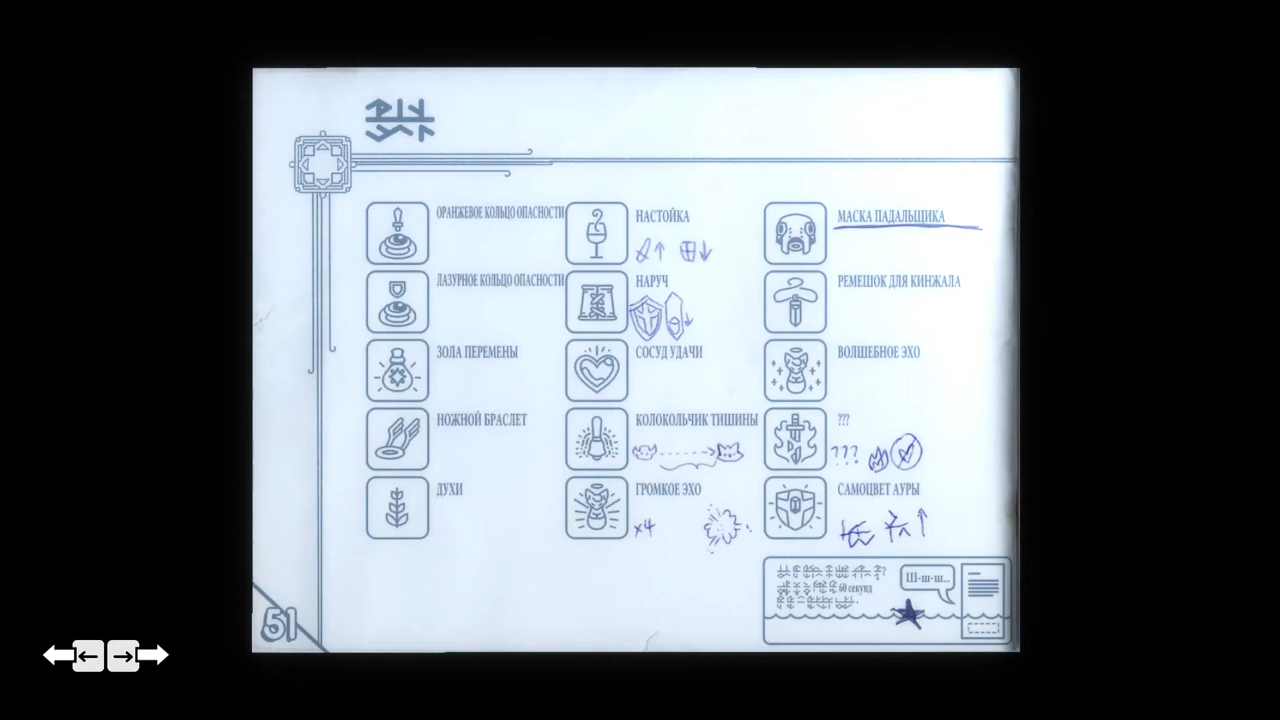 ОРАНЖЕВОЕ КОЛЬЦО ОПАСНОСТИ
ЛАЗУРНОЕ КОЛЬЦО ОПАСНОСТИ
ЗОЛА ПЕРЕМЕНЫ
НОЖНОЙ БРАСЛЕТ
ДУХИ
НАСТОЙКА
НАРУЧ
СОСУД УДАЧИ
КОЛОКОЛЬЧИК ТИШИНЫ
ГРОМКОЕ ЭХО
x4
МАСКА ПАДАЛЬЩИКА
РЕМЕШОК ДЛЯ КИНЖАЛА
ВОЛШЕБНОЕ ЭХО
???
???
САМОЦВЕТ АУРЫ
?
60 секунд
Ш-ш-ш...
51